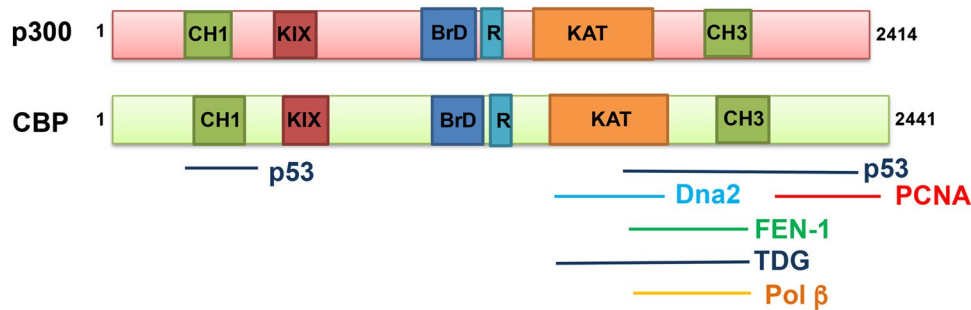 p300 1 CH1 KIX BrD R KAT CH3 2414
CBP 1 CH1 KIX BrD R KAT CH3 2441
p53 p53
Dna2 PCNA
FEN-1
TDG
Pol β